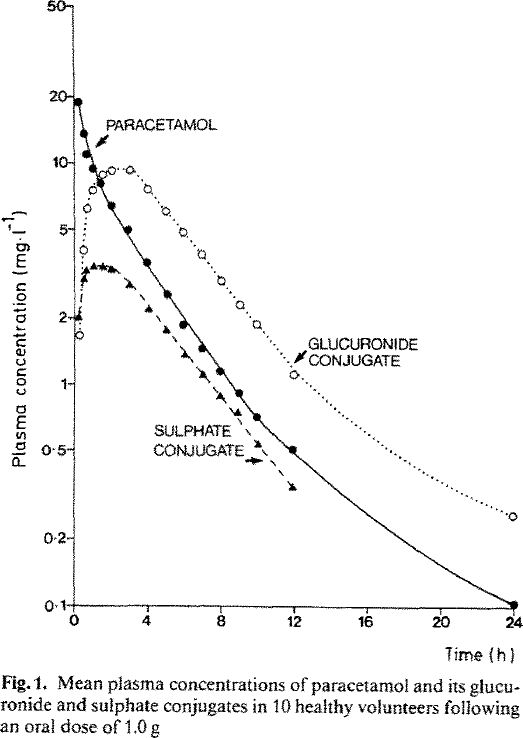 50
20
PARACETAMOL
10
5
2
GLUCURONIDE
CONJUGATE
1
SULPHATE
CONJUGATE
0·5
0·2
0·1
0 4 8 12 16 20 24
Plasma concentration (mg·l⁻¹)
Time (h)
Fig. 1. Mean plasma concentrations of paracetamol and its glucu-
ronide and sulphate conjugates in 10 healthy volunteers following
an oral dose of 1.0 g